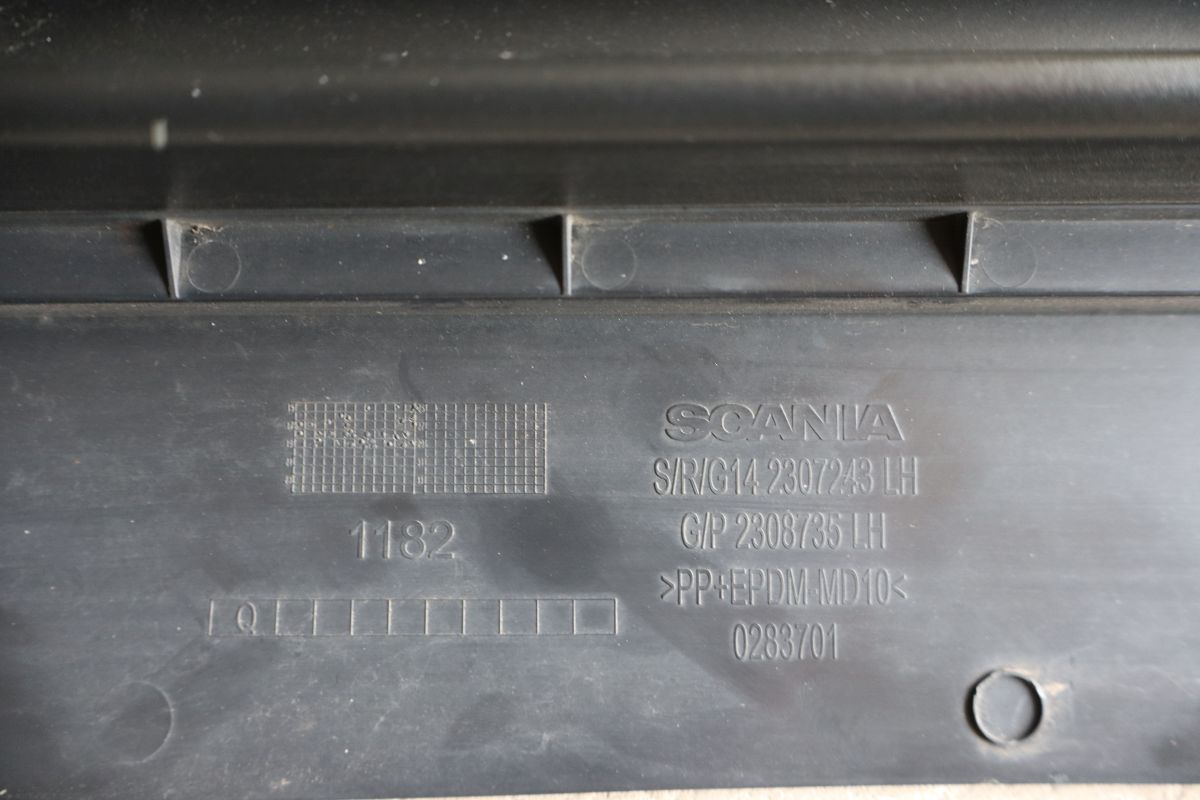 SCANIA
S/R/G14 2307243 LH
G/P 2308735 LH
>PP+EPDM-MD10<
0283701
1182
Q